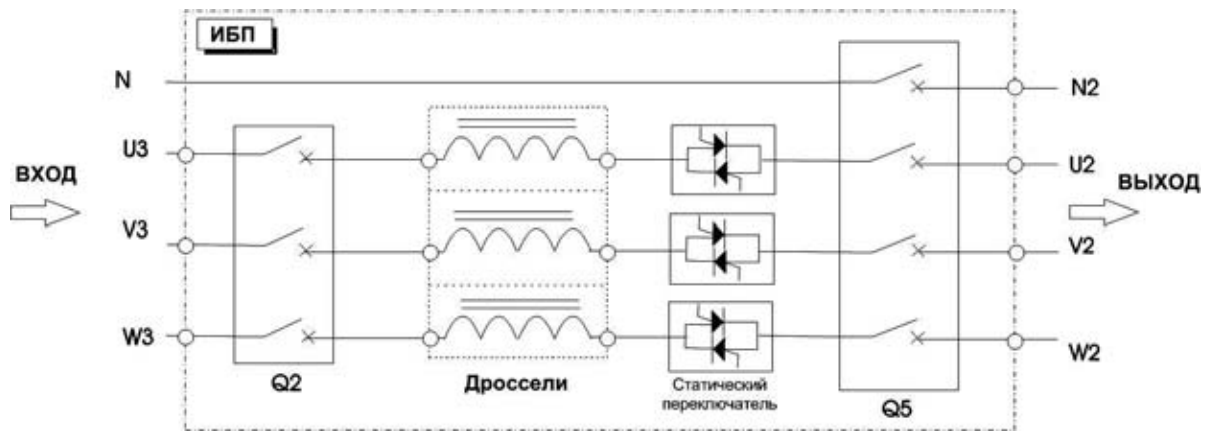 ИБП
N
N2
U3
U2
ВХОД
ВЫХОД
V3
V2
W3
W2
Q2
Дроссели
Статический
переключатель
Q5